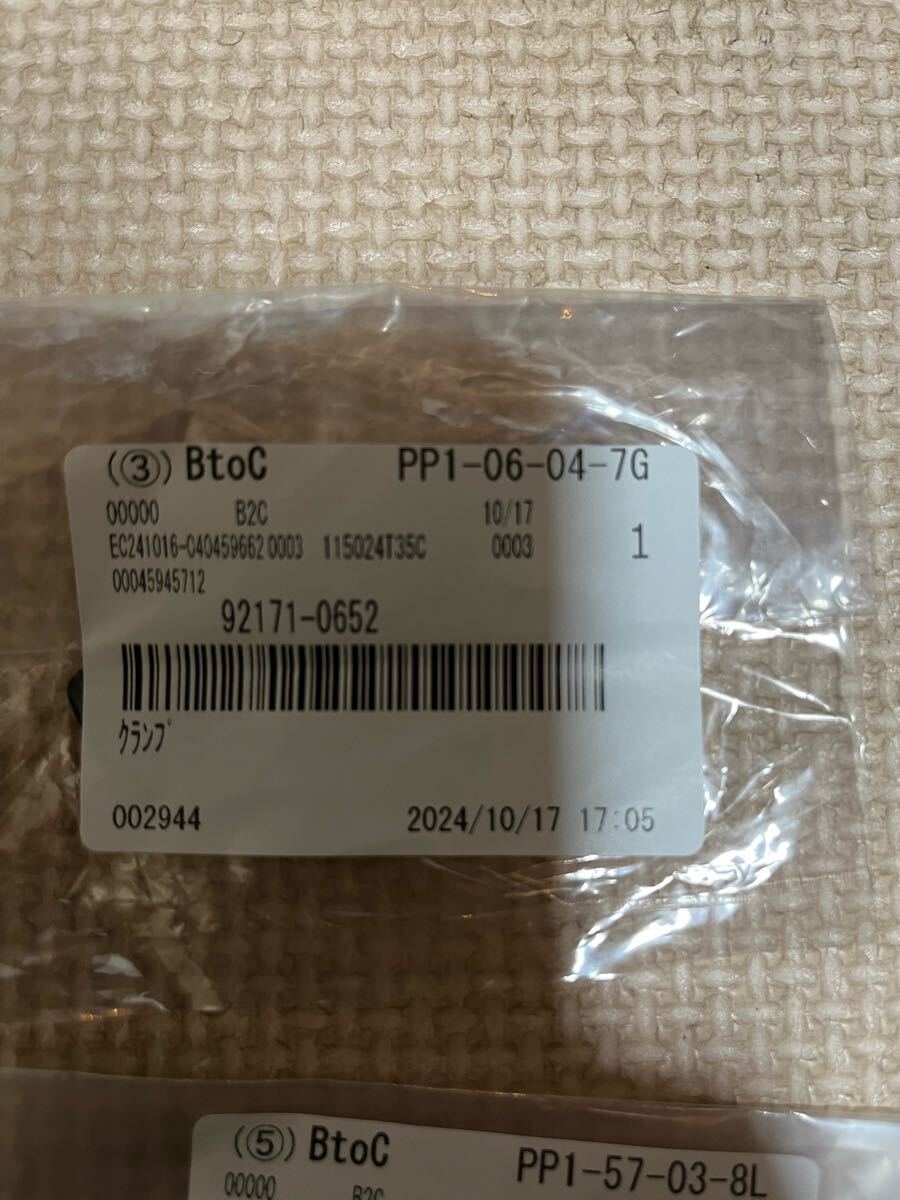 (③) BtoC PP1-06-04-7G
00000 B2C 10/17
EC241016-040459662 0003 115024T35C 0003 1
00045945712
92171-0652
ｸﾗﾝﾌﾟ
002944 2024/10/17 17:05
(⑤) BtoC PP1-57-03-8L
00000 B2C